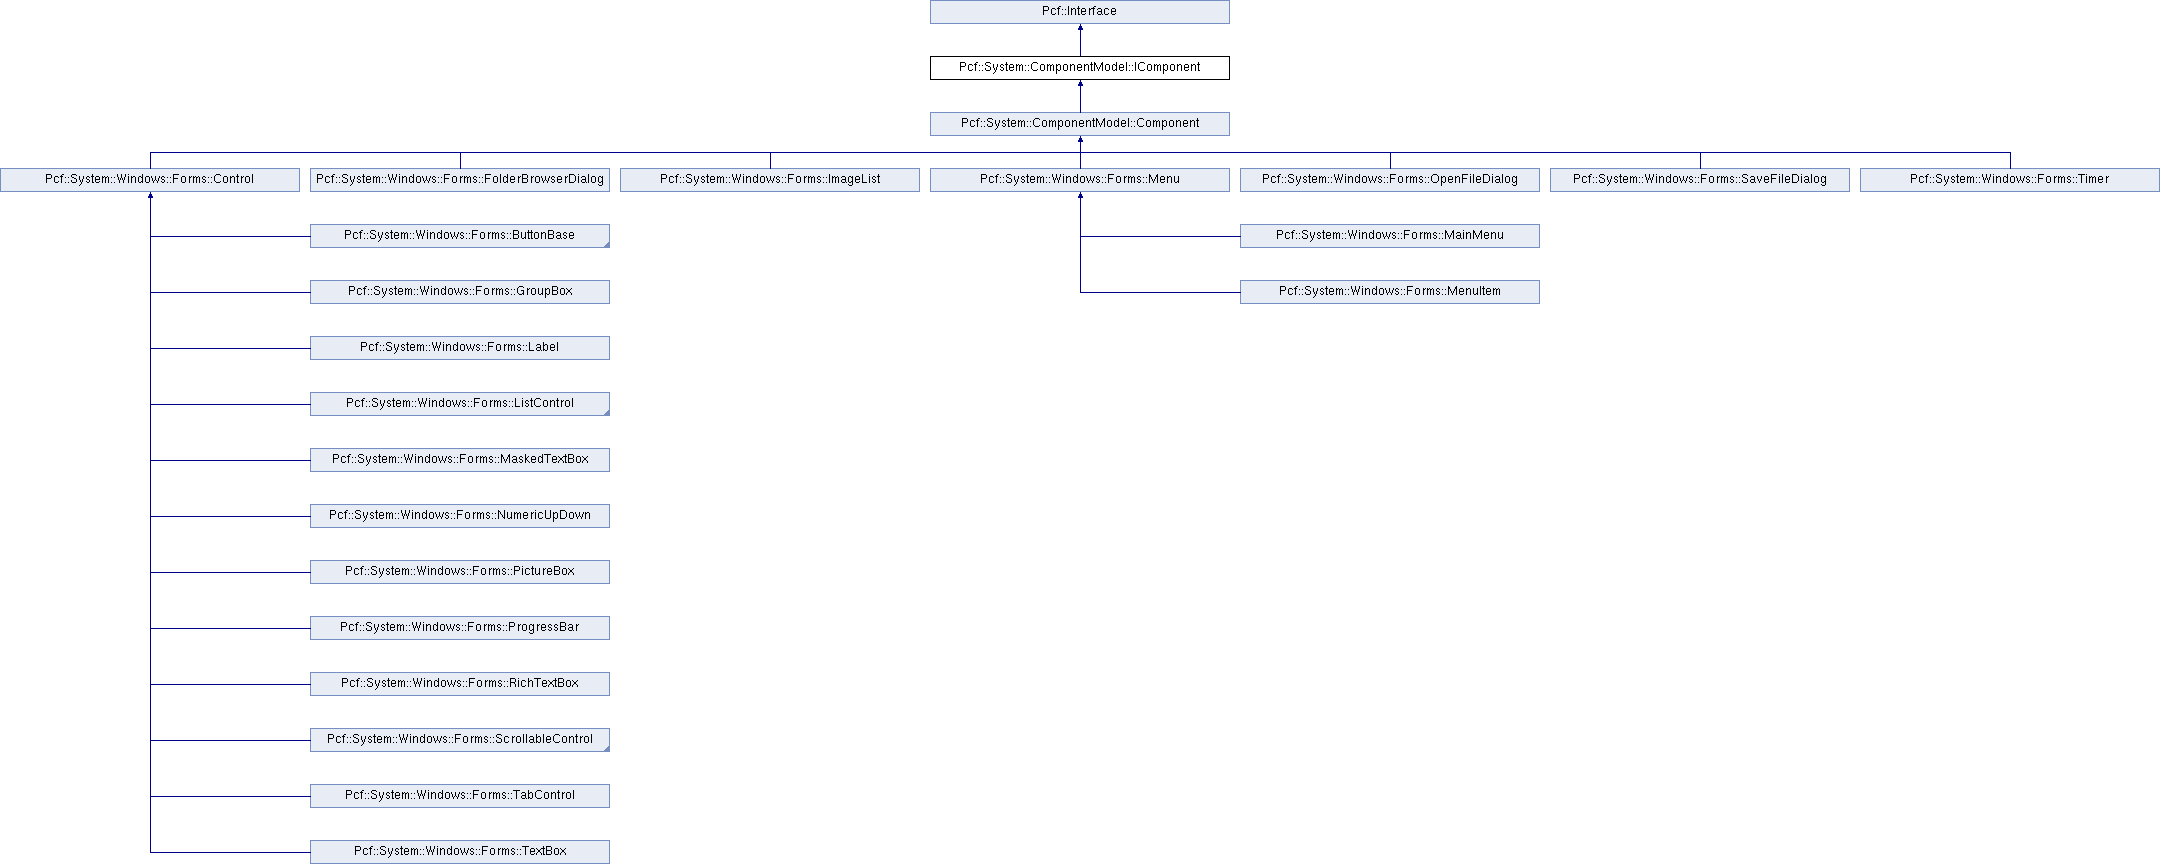 Pcf::Interface
Pcf::System::ComponentModel::IComponent
Pcf::System::ComponentModel::Component
Pcf::System::Windows::Forms::Control
Pcf::System::Windows::Forms::FolderBrowserDialog
Pcf::System::Windows::Forms::ImageList
Pcf::System::Windows::Forms::Menu
Pcf::System::Windows::Forms::OpenFileDialog
Pcf::System::Windows::Forms::SaveFileDialog
Pcf::System::Windows::Forms::Timer
Pcf::System::Windows::Forms::ButtonBase
Pcf::System::Windows::Forms::MainMenu
Pcf::System::Windows::Forms::GroupBox
Pcf::System::Windows::Forms::MenuItem
Pcf::System::Windows::Forms::Label
Pcf::System::Windows::Forms::ListControl
Pcf::System::Windows::Forms::MaskedTextBox
Pcf::System::Windows::Forms::NumericUpDown
Pcf::System::Windows::Forms::PictureBox
Pcf::System::Windows::Forms::ProgressBar
Pcf::System::Windows::Forms::RichTextBox
Pcf::System::Windows::Forms::ScrollableControl
Pcf::System::Windows::Forms::TabControl
Pcf::System::Windows::Forms::TextBox